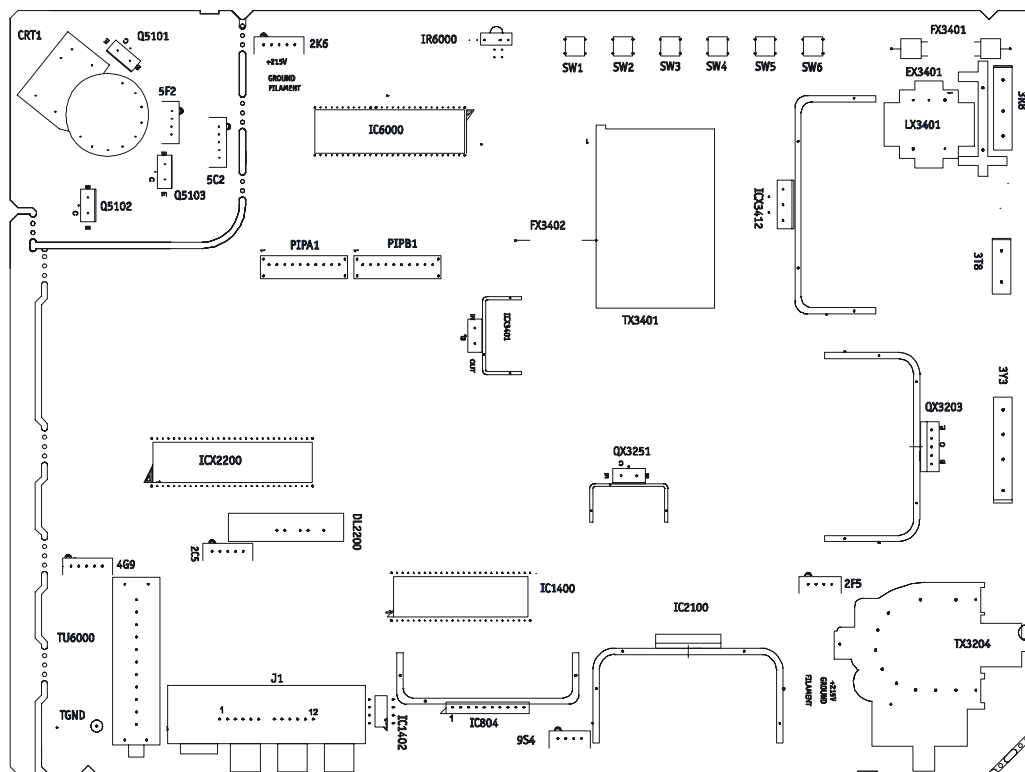 CRT1
Q5101
2K6
+215V
GROUND
FILAMENT
IR6000
SW1
SW2
SW3
SW4
SW5
SW6
FX3401
EX3401
LX3401
3R8
5F2
IC6000
5C2
Q5103
Q5102
ICX3412
FX3402
PIPA1
PIPB1
3T8
TX3401
ICX3401
IN
OUT
3Y3
QX3203
E
C
B
QX3251
ICX2200
DL2200
2C5
4G9
IC1400
2F5
IC2100
TU6000
TX3204
J1
1
12
+215V
GROUND
FILAMENT
TGND
IC1402
1
IC804
9S4